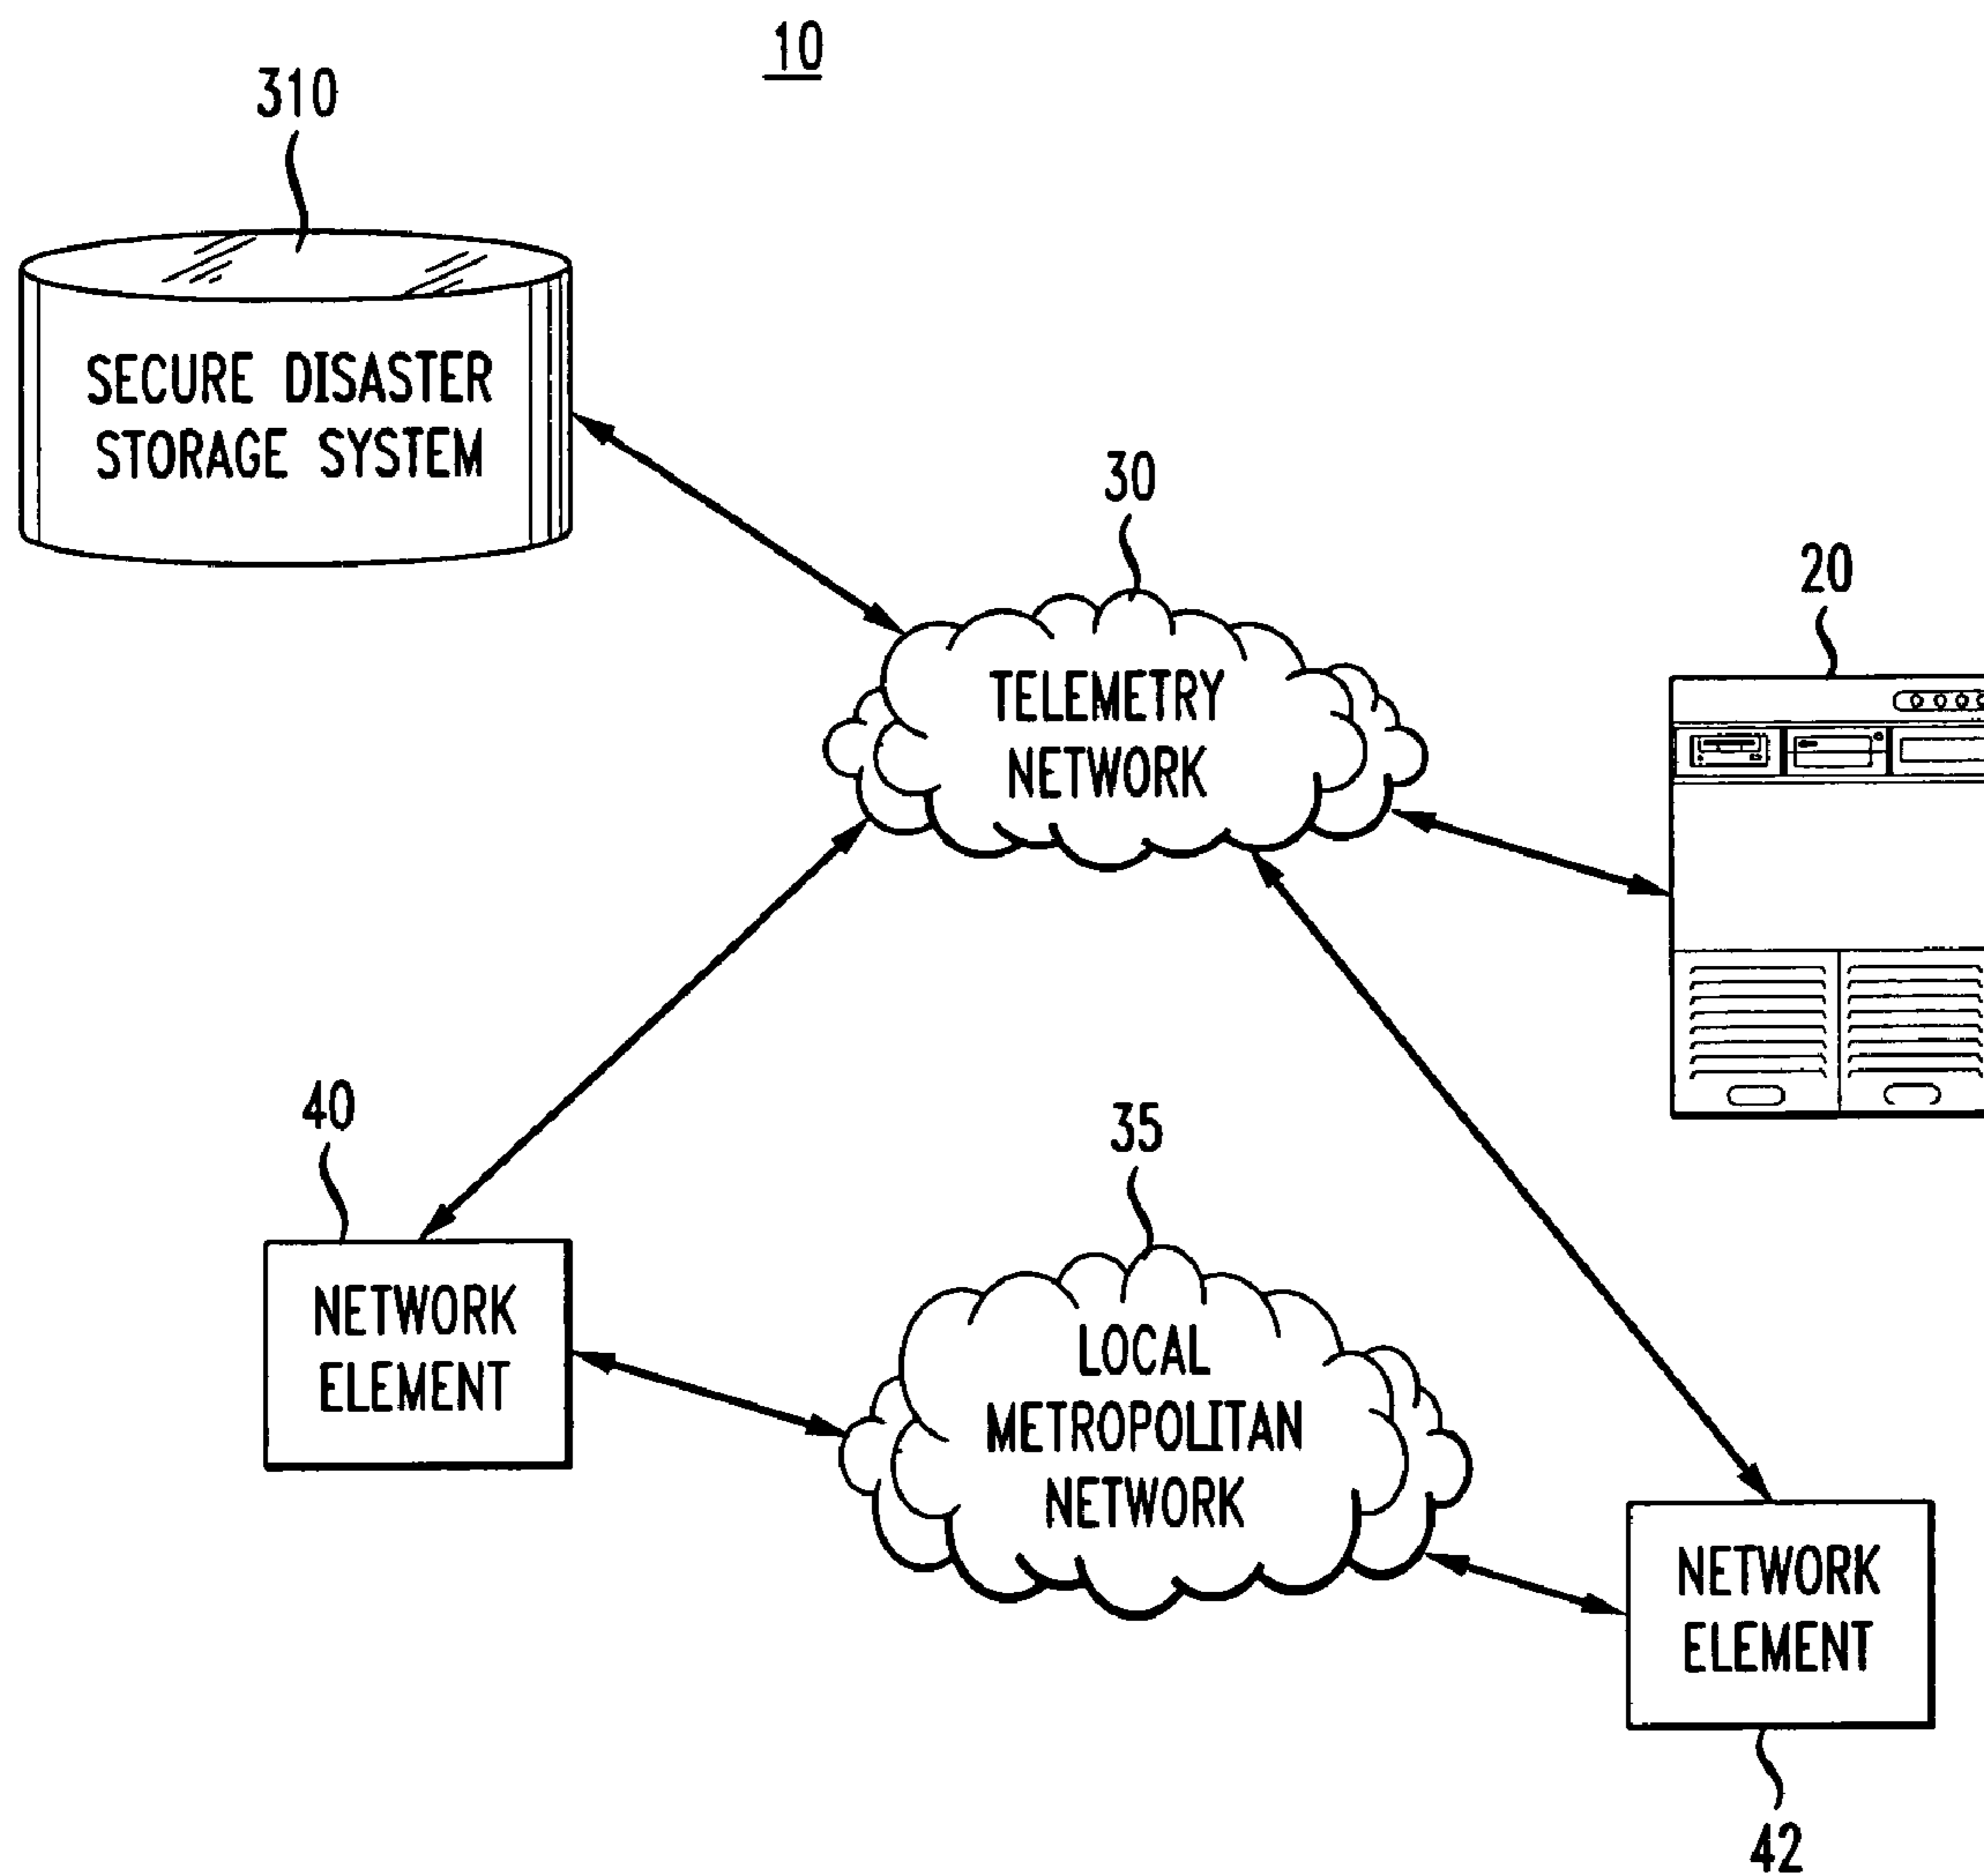 10
310
SECURE DISASTER
STORAGE SYSTEM
30
TELEMETRY
NETWORK
20
40
NETWORK
ELEMENT
35
LOCAL
METROPOLITAN
NETWORK
NETWORK
ELEMENT
42